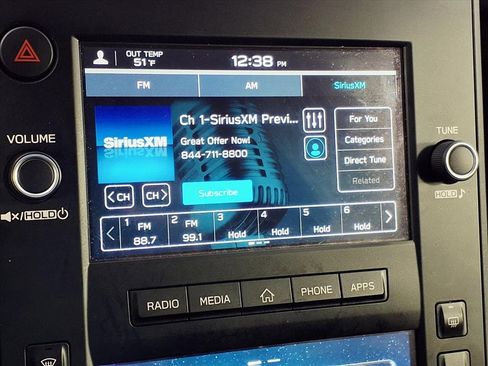 OUT TEMP
51°F
12:38 PM
FM AM SiriusXM
Ch 1-SiriusXM Previ...
SiriusXM
Great Offer Now!
844-711-8800
For You
Categories
Direct Tune
Related
VOLUME
TUNE
<CH CH> Subscribe
/HOLD
HOLD
1 FM 88.7
2 FM 99.1
3 Hold
4 Hold
5 Hold
6 Hold
RADIO MEDIA PHONE APPS